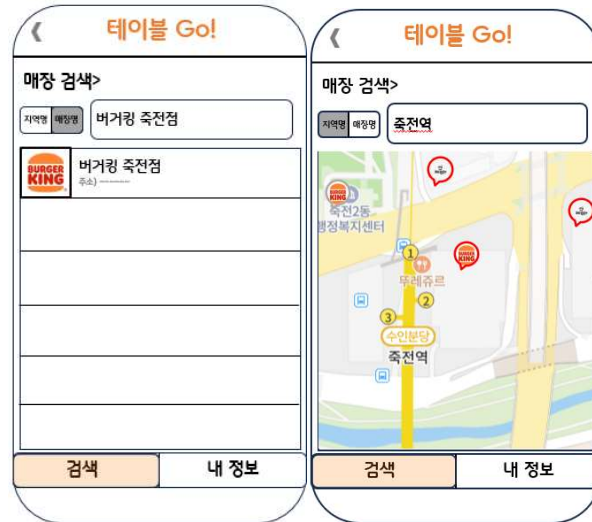 테이블 Go!
매장 검색>
지역명 매장명 버거킹 죽전점
BURGER KING
버거킹 죽전점
주소) ----------
검색 내 정보
테이블 Go!
매장 검색>
지역명 매장명 죽전역
BURGER KING
죽전2동
행정복지센터
BURGER KING
1
뚜레쥬르
2
3
수인분당
죽전역
검색 내 정보